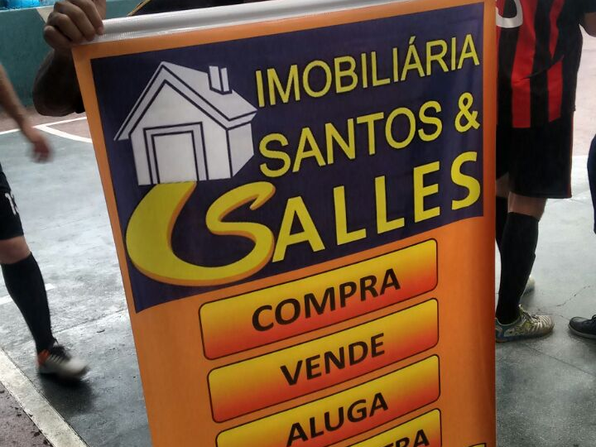 IMOBILIÁRIA
SANTOS &
SALLES
COMPRA
VENDE
ALUGA